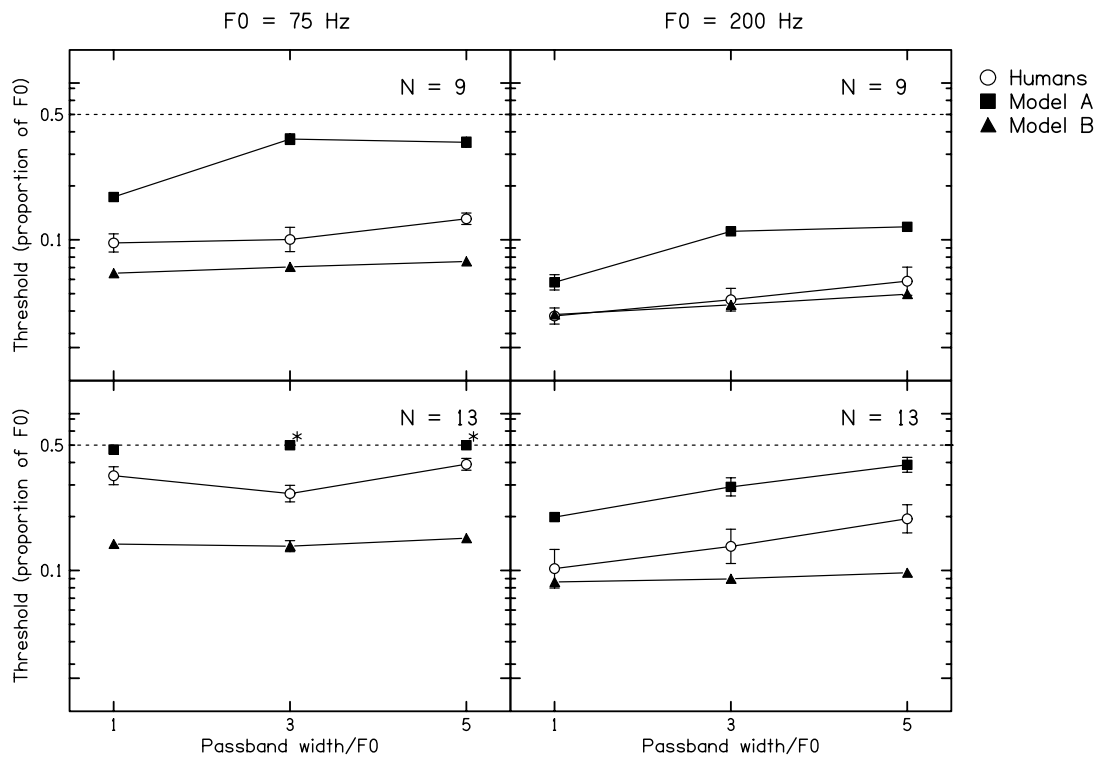 F0 = 75 Hz
F0 = 200 Hz
Humans
Model A
Model B
Threshold (proportion of F0)
0.5
0.1
N = 9
N = 9
Threshold (proportion of F0)
0.5
0.1
N = 13
*
*
N = 13
1
3
5
1
3
5
Passband width/F0
Passband width/F0